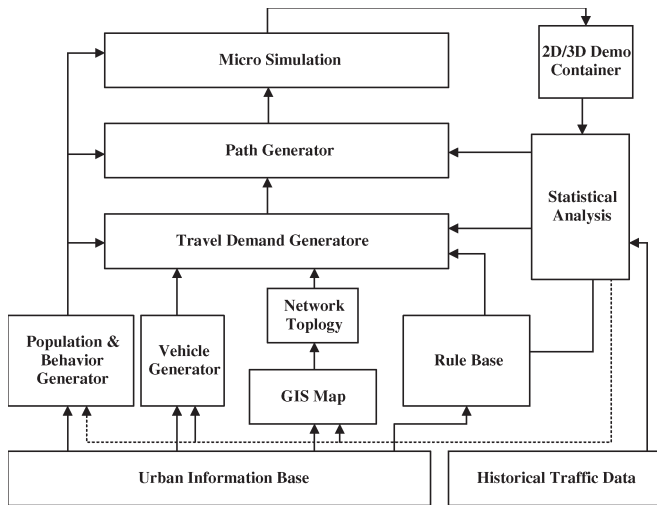 Micro Simulation
2D/3D Demo
Container
Path Generator
Statistical
Analysis
Travel Demand Generatore
Network
Toplogy
Population &
Behavior
Generator
Vehicle
Generator
Rule Base
GIS Map
Urban Information Base
Historical Traffic Data